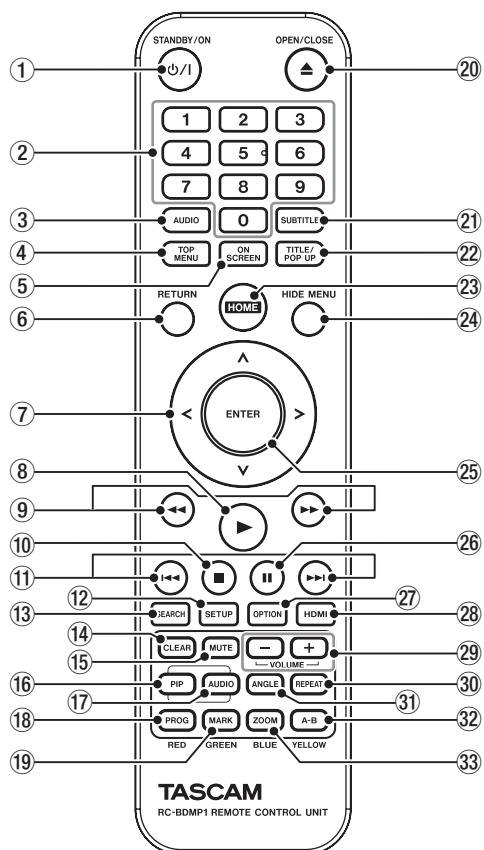 STANDBY/ON
OPEN/CLOSE
① ⏻/I ⑳
1 2 3
② 4 5 6
7 8 9
③ AUDIO 0 SUBTITLE ㉑
④ TOP MENU ON SCREEN TITLE/POP UP ㉒
⑤ ㉓
RETURN HOME HIDE MENU
⑥ ㉔
⑦ ENTER
㉕
⑧
⑨
⑩ ㉖
⑪
⑫ ㉗
⑬ SEARCH SETUP OPTION HDMI ㉘
⑭ CLEAR MUTE − + ㉙
⑮ VOLUME
⑯ PIP AUDIO ANGLE REPEAT ㉚
⑰ ㉛
⑱ PROG MARK ZOOM A-B ㉜
RED GREEN BLUE YELLOW
⑲ ㉝
TASCAM
RC-BDMP1 REMOTE CONTROL UNIT